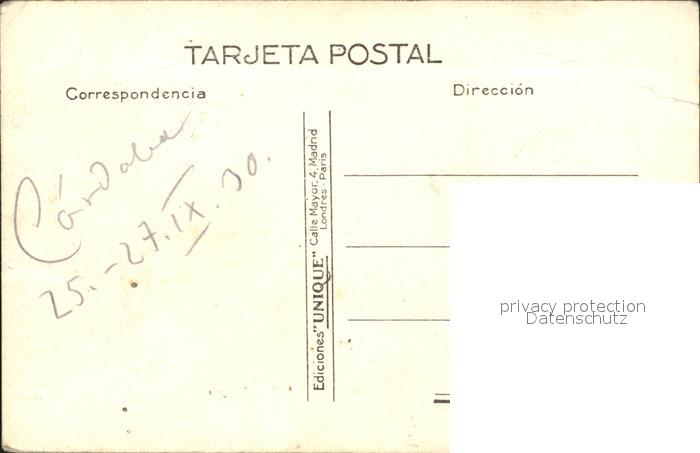 TARJETA POSTAL
Correspondencia
Dirección
Córdoba
25.-27.IX.30.
Ediciones "UNIQUE" Calle Mayor, 4, Madrid
Londres - Paris
privacy protection
Datenschutz